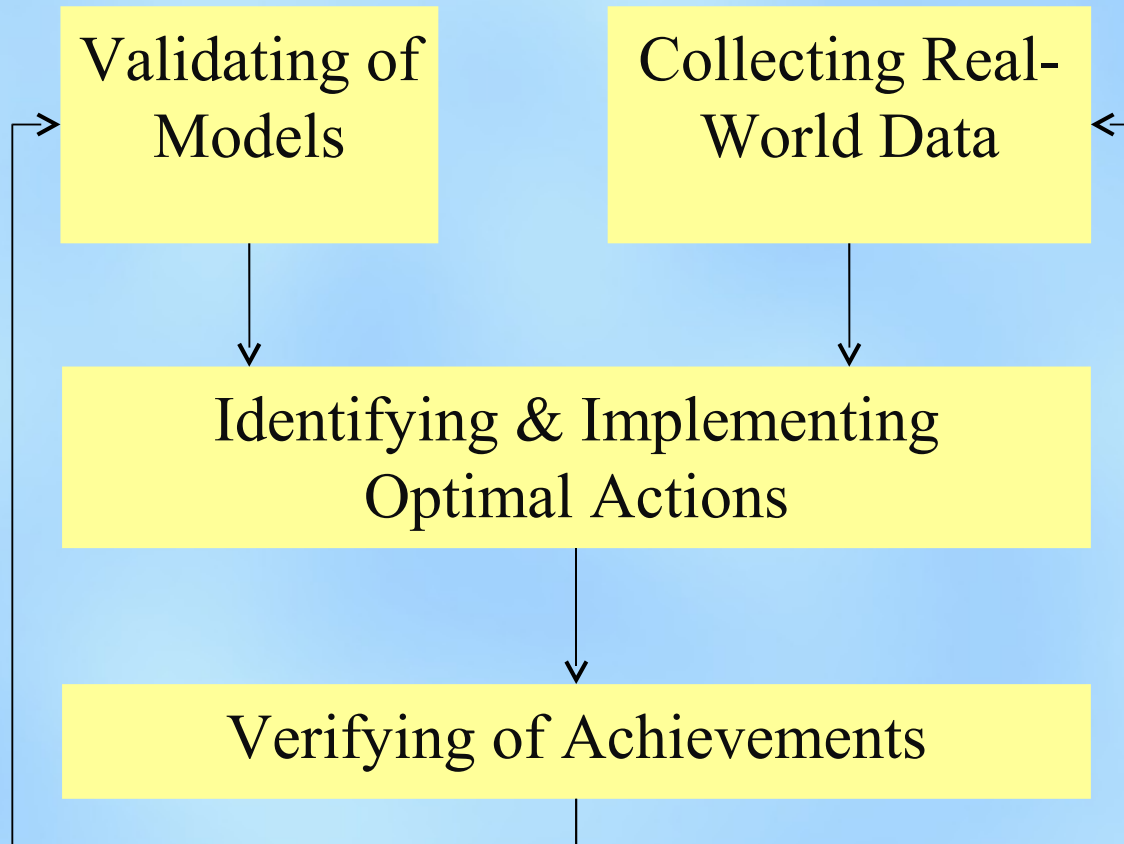 Validating of
Models
Collecting Real-
World Data
Identifying & Implementing
Optimal Actions
Verifying of Achievements